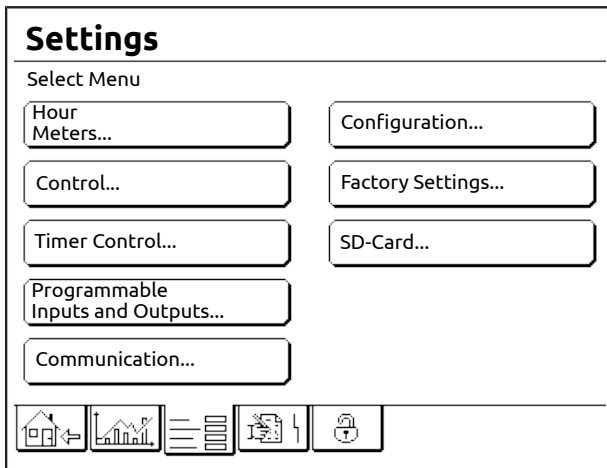 Settings
Select Menu
Hour
Meters...
Control...
Timer Control...
Programmable
Inputs and Outputs...
Communication...
Configuration...
Factory Settings...
SD-Card...